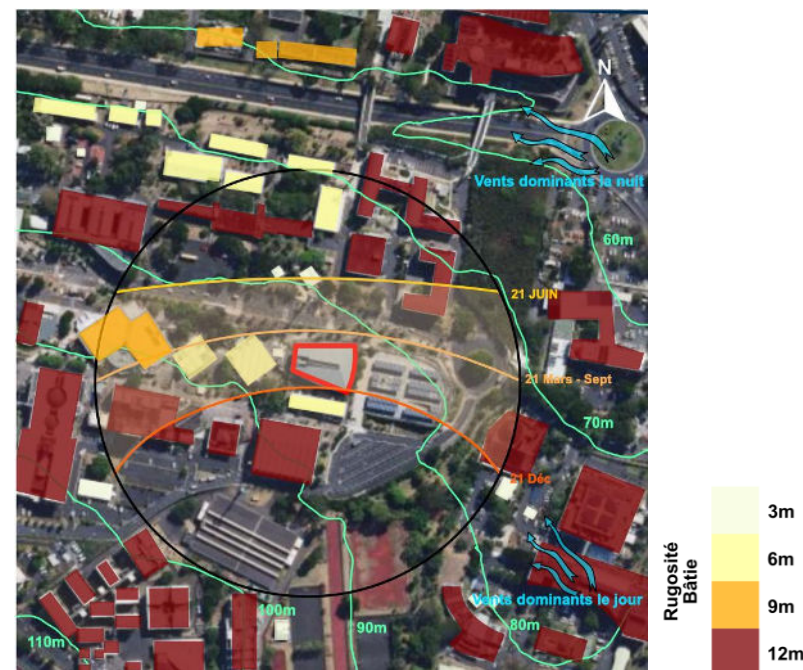 N
Vents dominants la nuit
60m
21 JUIN
21 Mars - Sept
70m
21 Déc
Vents dominants le jour
100m
90m
80m
110m
Rugosité
Bâtie
3m
6m
9m
12m